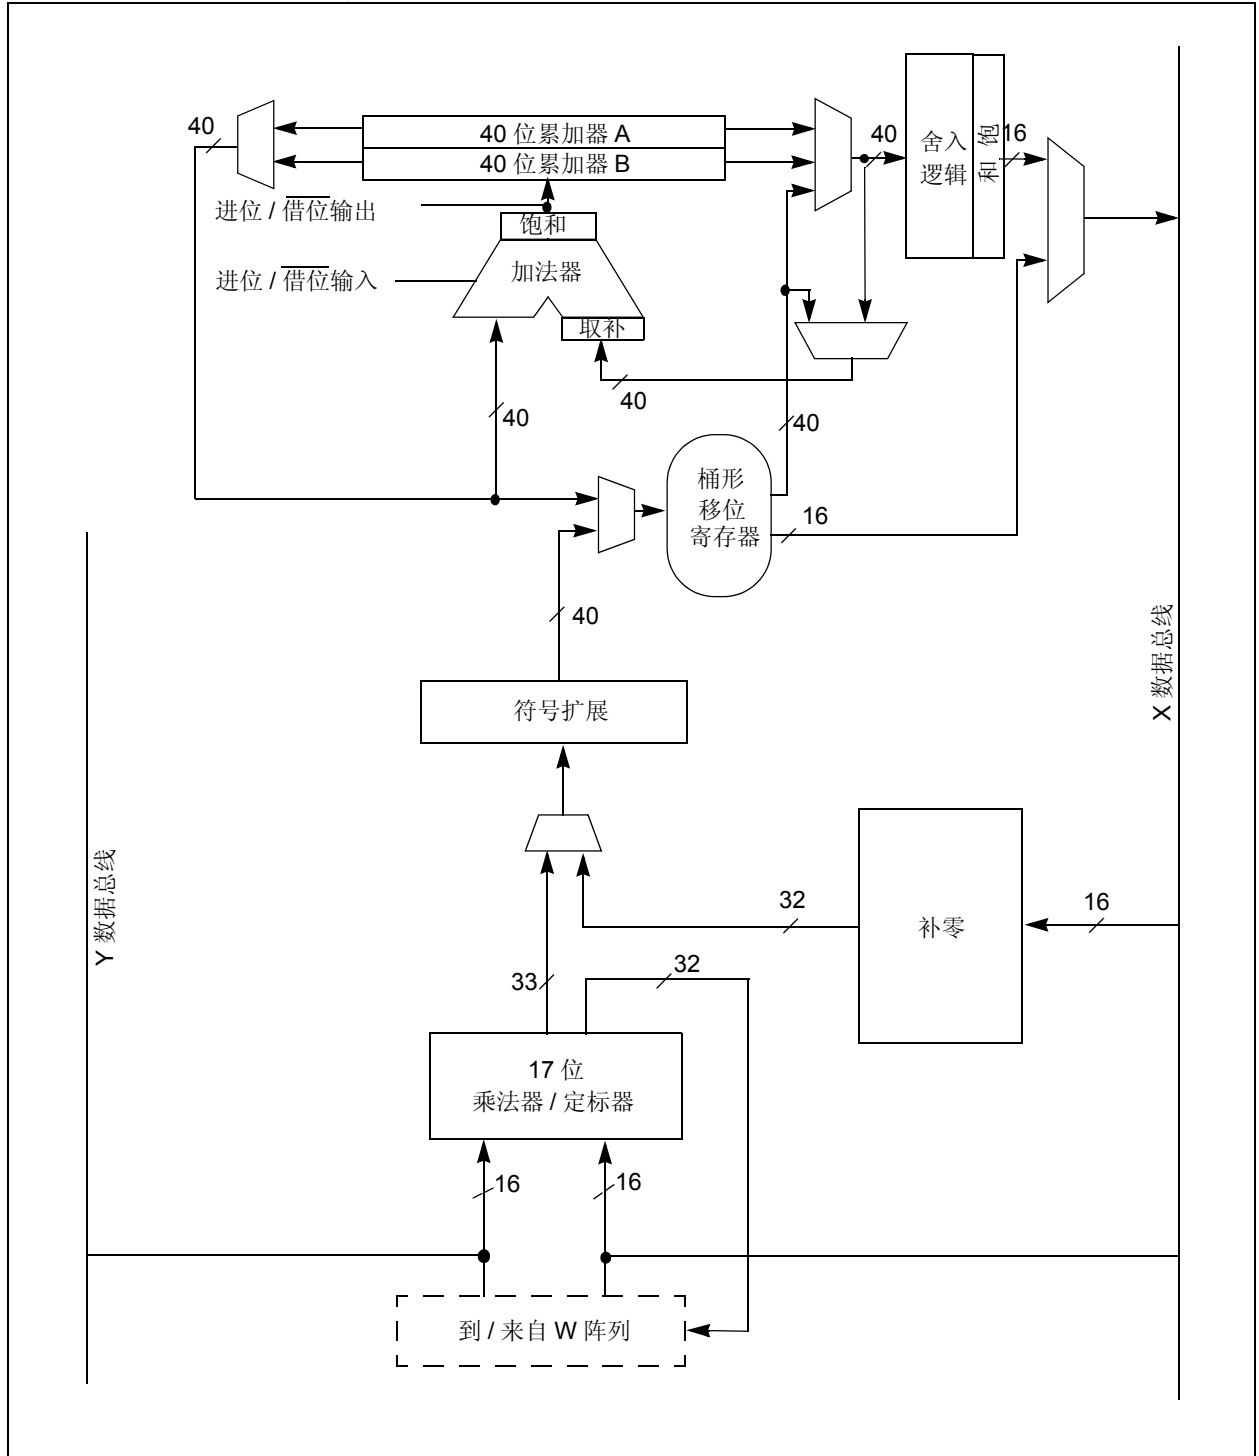 40
40 位累加器 A
40 位累加器 B
40
舍入
逻辑
和 饱
16
进位 / 借位输出
饱和
进位 / 借位输入
加法器
取补
40
40
40
桶形
移位
寄存器
16
40
符号扩展
X 数据总线
Y 数据总线
32
补零
16
33
32
17 位
乘法器 / 定标器
16
16
到 / 来自 W 阵列